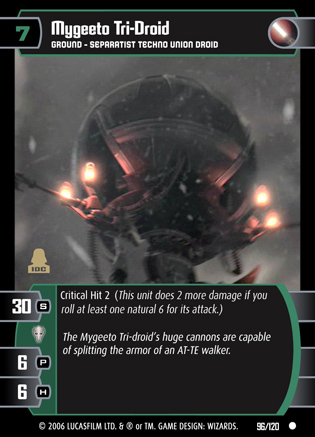 7
Mygeeto Tri-Droid
GROUND - SEPARATIST TECHNO UNION DROID
IDC
30 S
Critical Hit 2 (This unit does 2 more damage if you
roll at least one natural 6 for its attack.)
The Mygeeto Tri-droid's huge cannons are capable
of splitting the armor of an AT-TE walker.
6 P
6 H
© 2006 LUCASFILM LTD. & ® or TM. GAME DESIGN: WIZARDS. 96/120